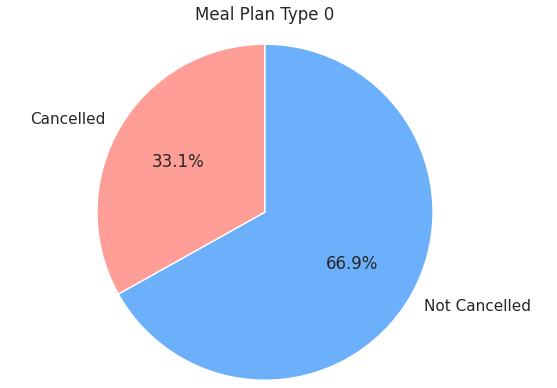 Meal Plan Type 0
Cancelled
33.1%
66.9%
Not Cancelled